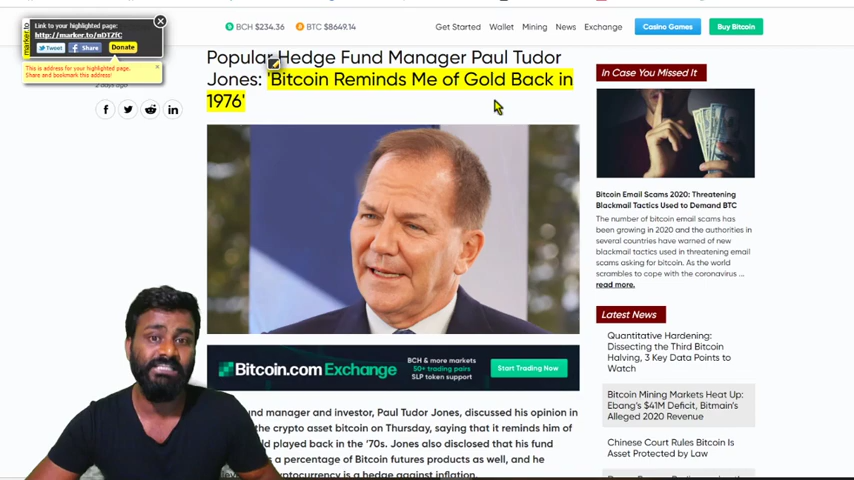 Link to your highlighted page:
http://marker.to/nDTZfC
Tweet
Share
Donate
marker.to
This is address for your highlighted page.
Share and bookmark this address!
2 days ago
BCH $234.36
BTC $8649.14
Get Started
Wallet
Mining
News
Exchange
Casino Games
Buy Bitcoin
Popular Hedge Fund Manager Paul Tudor
Jones: 'Bitcoin Reminds Me of Gold Back in
1976'
Bitcoin.com Exchange
BCH & more markets
50+ trading pairs
SLP token support
Start Trading Now
und manager and investor, Paul Tudor Jones, discussed his opinion in
the crypto asset bitcoin on Thursday, saying that it reminds him of
ld played back in the '70s. Jones also disclosed that his fund
a percentage of Bitcoin futures products as well, and he
cryptocurrency is a hedge against inflation.
In Case You Missed It
Bitcoin Email Scams 2020: Threatening
Blackmail Tactics Used to Demand BTC
The number of bitcoin email scams has
been growing in 2020 and the authorities in
several countries have warned of new
blackmail tactics used in threatening email
scams asking for bitcoin. As the world
scrambles to cope with the coronavirus ...
read more.
Latest News
Quantitative Hardening:
Dissecting the Third Bitcoin
Halving, 3 Key Data Points to
Watch
Bitcoin Mining Markets Heat Up:
Ebang's $41M Deficit, Bitmain's
Alleged 2020 Revenue
Chinese Court Rules Bitcoin Is
Asset Protected by Law